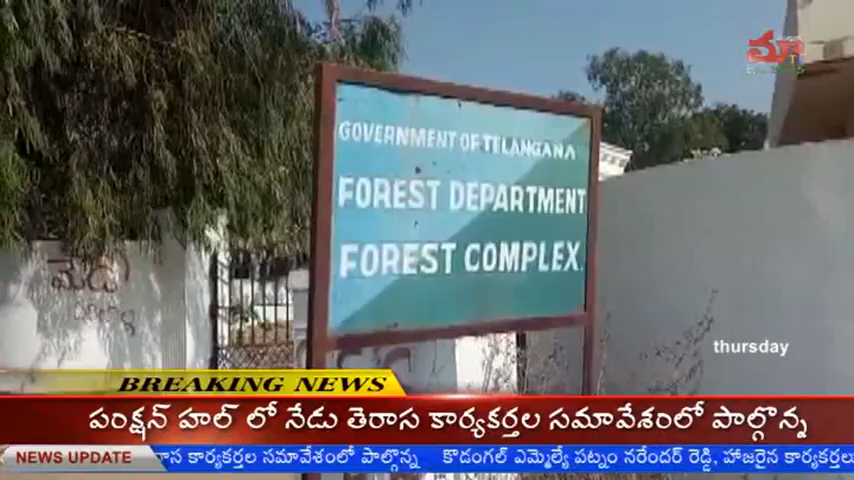 మా
GOVERNMENT OF TELANGANA
FOREST DEPARTMENT
FOREST COMPLEX.
thursday
BREAKING NEWS
పంక్షన్ హల్ లో నేడు తెరాస కార్యకర్తల సమావేశంలో పాల్గొన్న
NEWS UPDATE
రాస కార్యకర్తల సమావేశంలో పాల్గొన్న కొడంగల్ ఎమ్మెల్యే పట్నం నరేందర్ రెడ్డి, హాజరైన కార్యకర్తలు